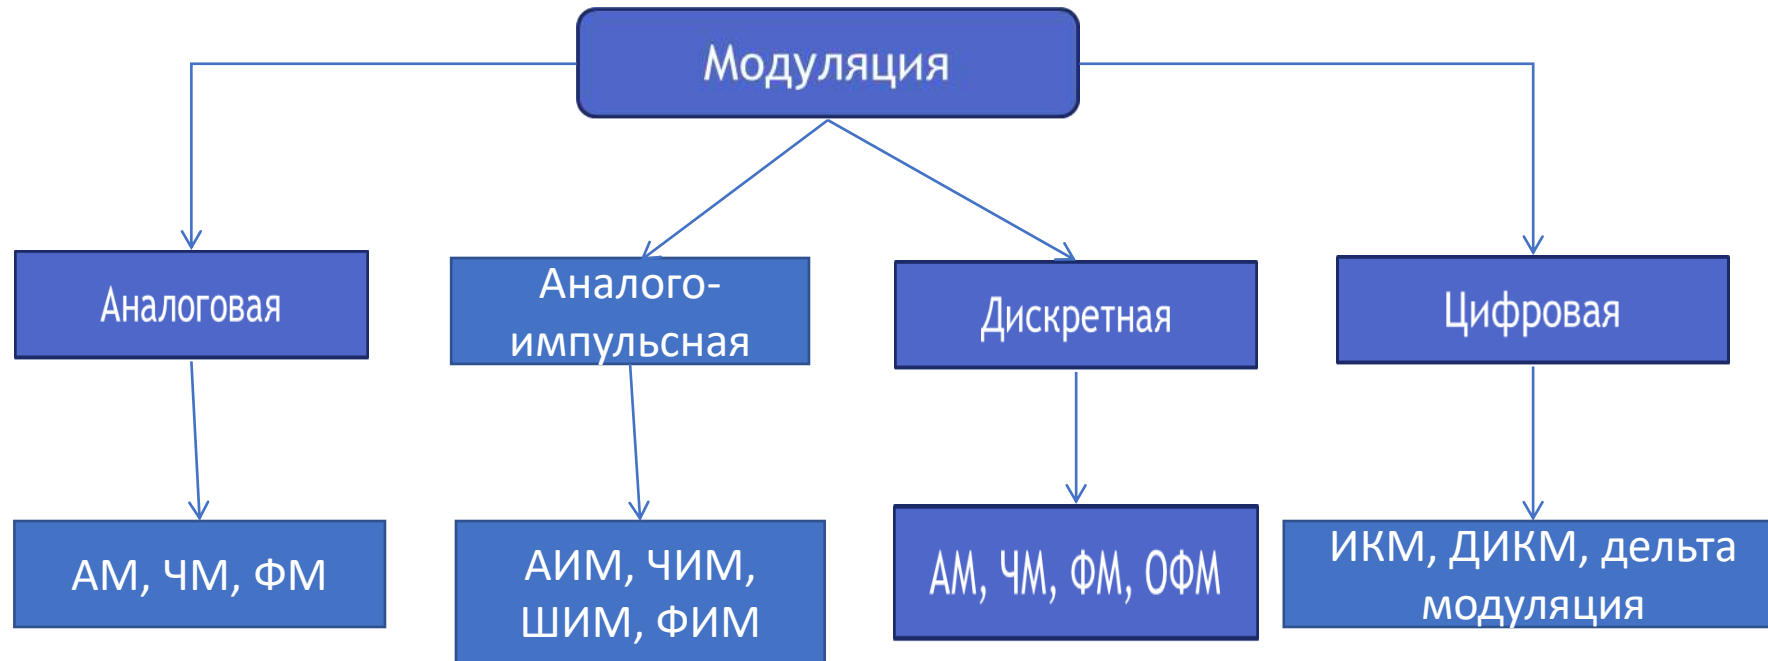 Модуляция
Аналоговая
Аналого-
импульсная
Дискретная
Цифровая
АМ, ЧМ, ФМ
АИМ, ЧИМ,
ШИМ, ФИМ
АМ, ЧМ, ФМ, ОФМ
ИКМ, ДИКМ, дельта
модуляция